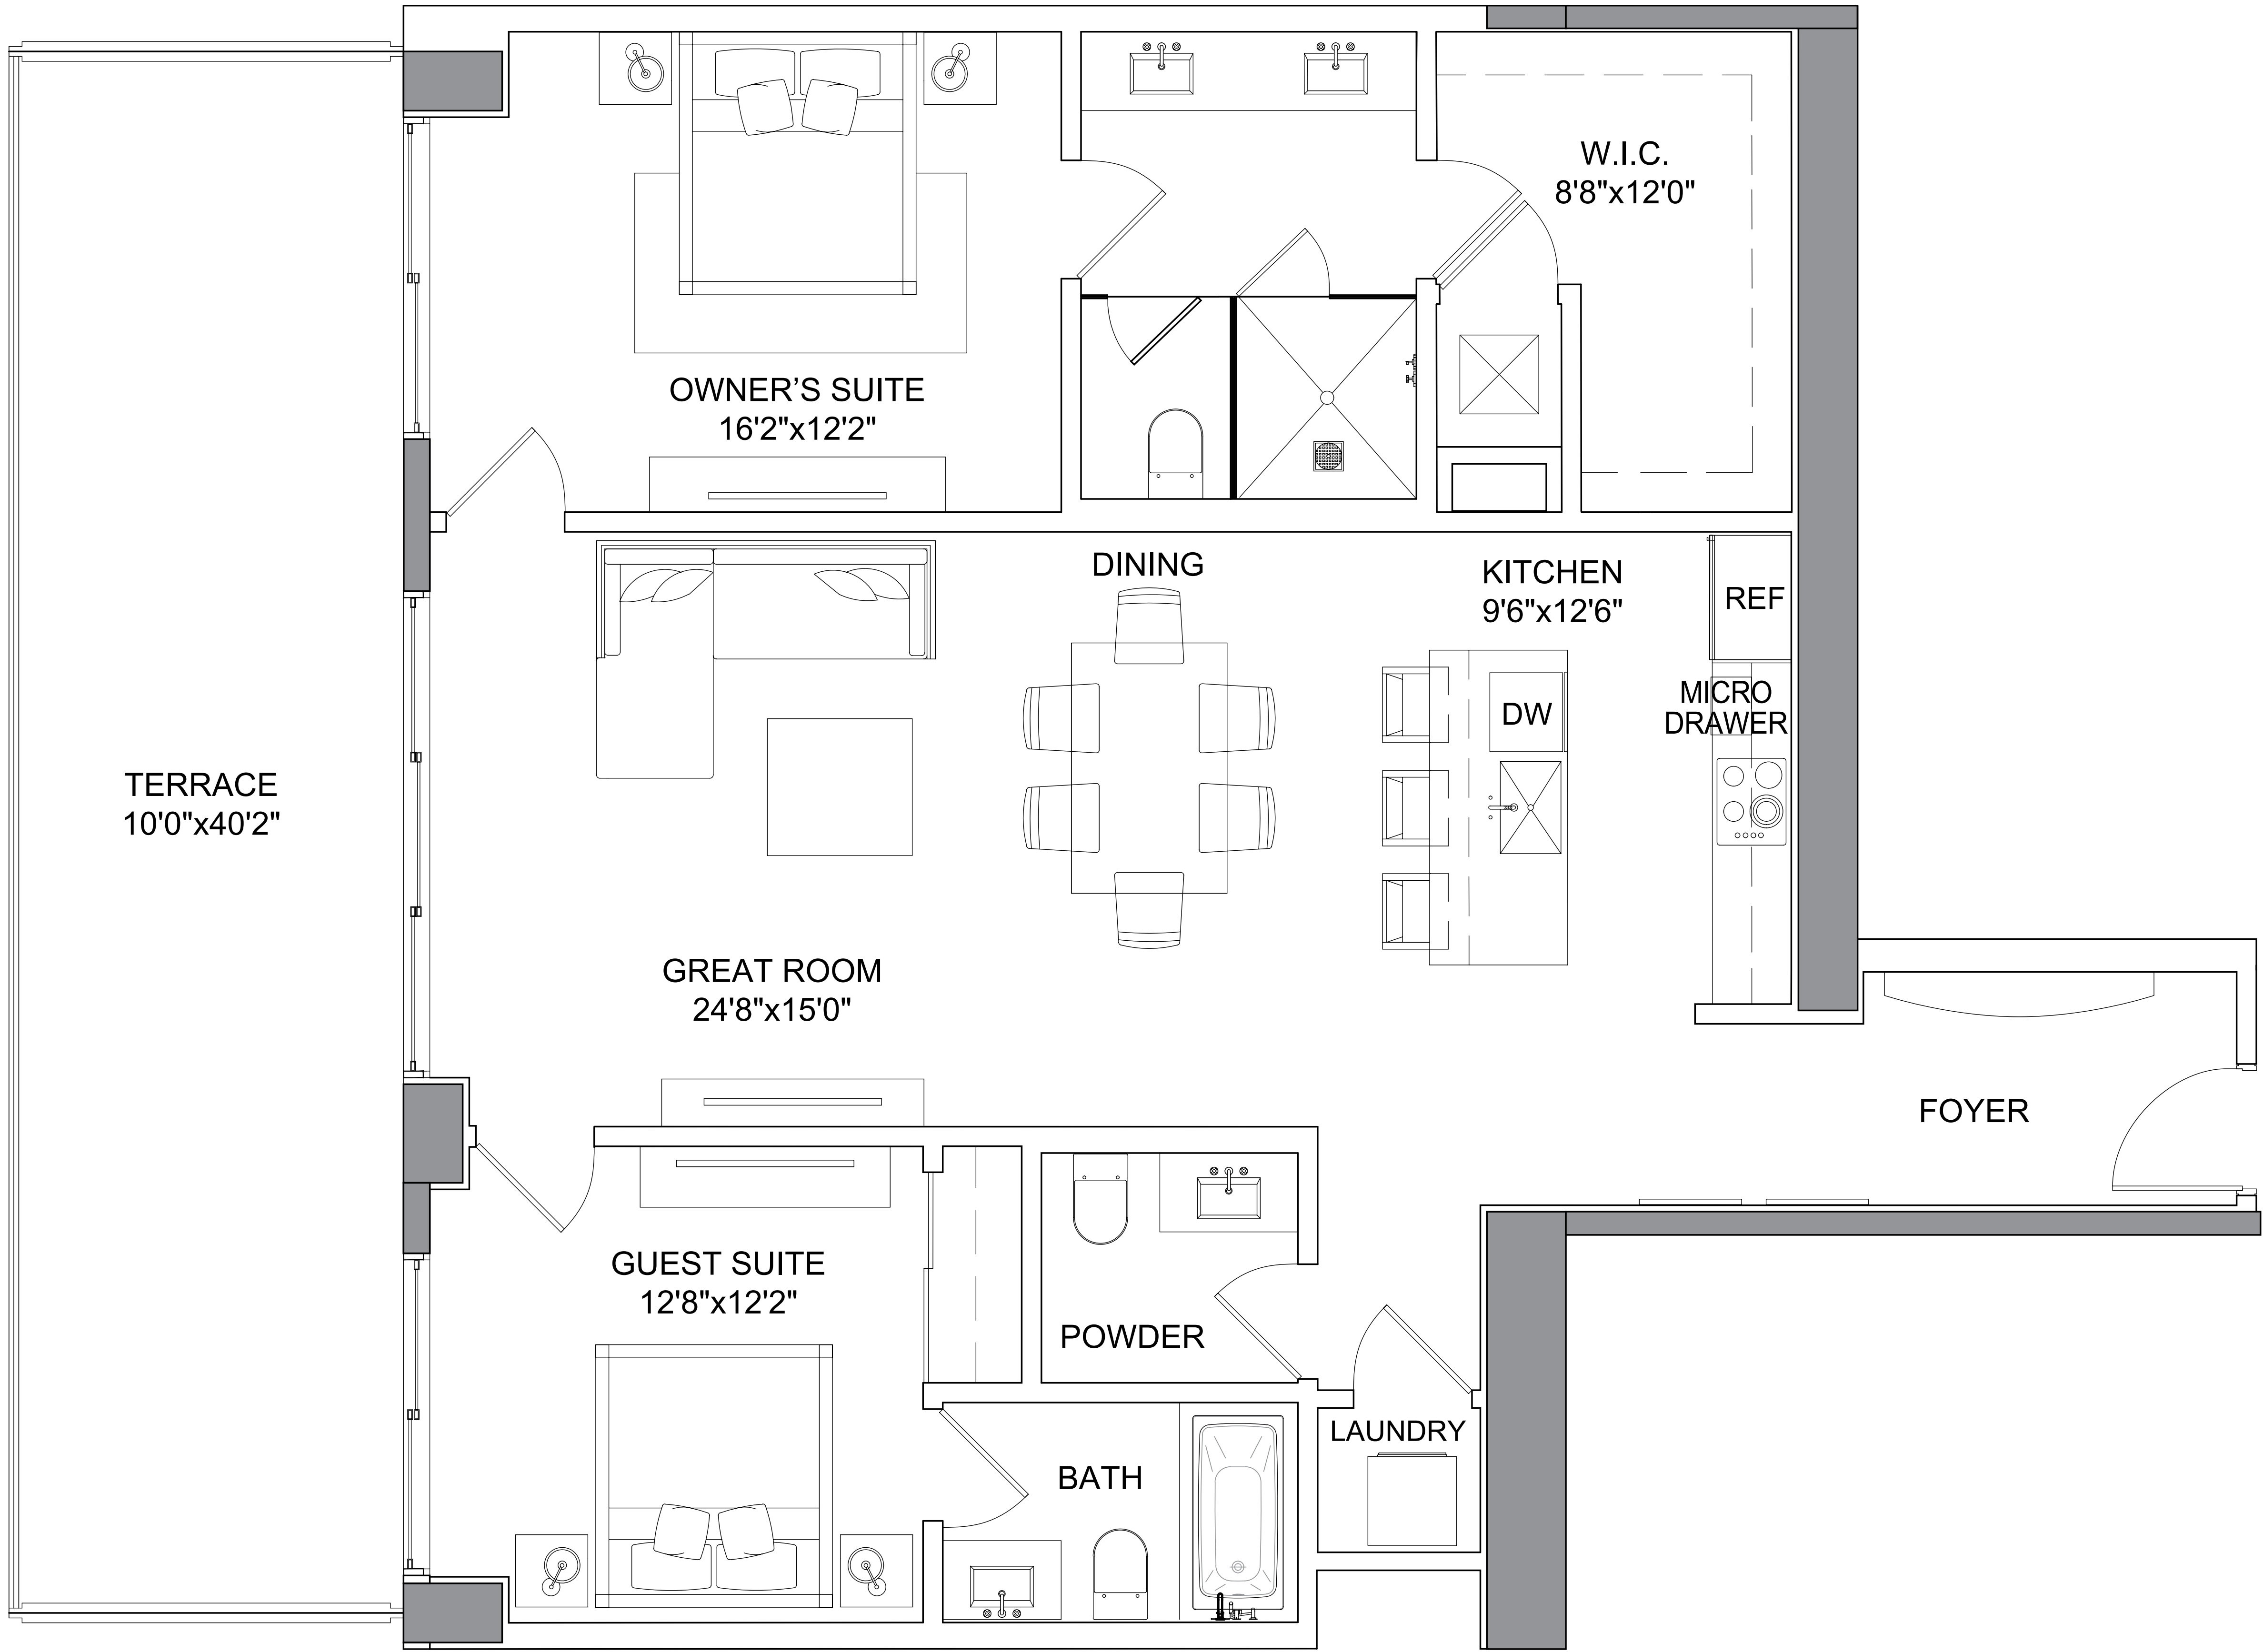 W.I.C.
8'8"x12'0"
OWNER’S SUITE
16'2"x12'2"
DINING
KITCHEN
9'6"x12'6"
REF
MICRO
DRAWER
DW
TERRACE
10'0"x40'2"
GREAT ROOM
24'8"x15'0"
FOYER
GUEST SUITE
12'8"x12'2"
POWDER
LAUNDRY
BATH